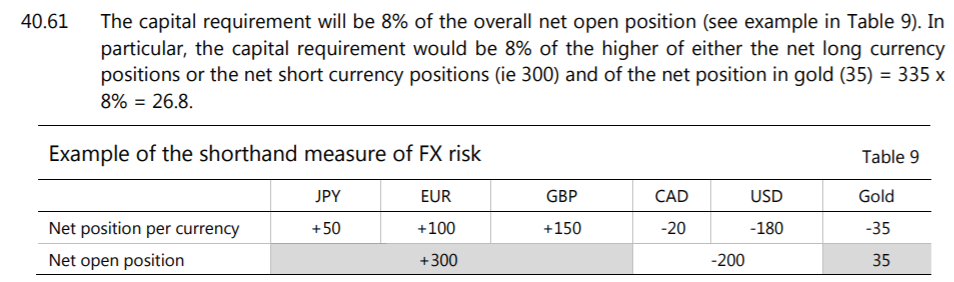 40.61 The capital requirement will be 8% of the overall net open position (see example in Table 9). In
particular, the capital requirement would be 8% of the higher of either the net long currency
positions or the net short currency positions (ie 300) and of the net position in gold (35) = 335 x
8% = 26.8.
Example of the shorthand measure of FX risk Table 9
JPY EUR GBP CAD USD Gold
Net position per currency +50 +100 +150 -20 -180 -35
Net open position +300 -200 35